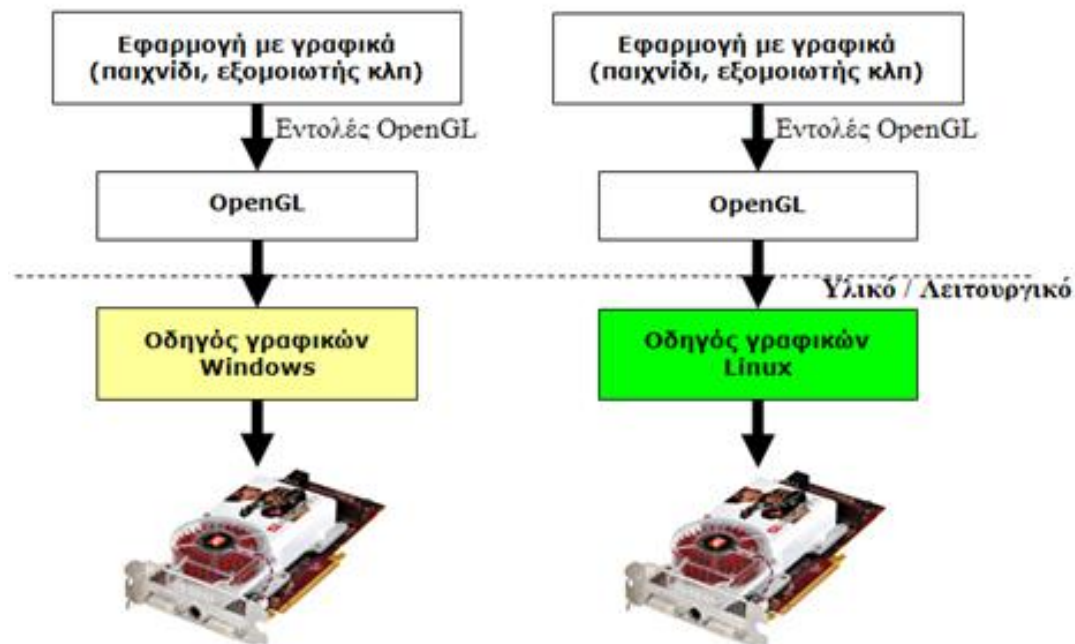 Εφαρμογή με γραφικά
(παιχνίδι, εξομοιωτής κλπ)
Εντολές OpenGL
OpenGL
Οδηγός γραφικών
Windows
Εφαρμογή με γραφικά
(παιχνίδι, εξομοιωτής κλπ)
Εντολές OpenGL
OpenGL
Υλικό / Λειτουργικό
Οδηγός γραφικών
Linux